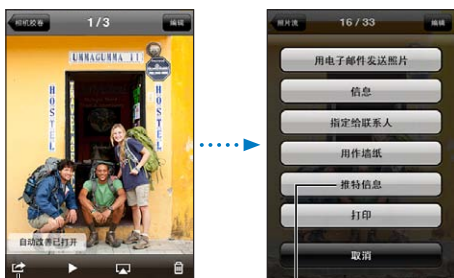 相机胶卷
1/3
编辑
UMMAGUMMA II
HOSTEL
HOSTEL
自动改善已打开
照片流
16/33
编辑
用电子邮件发送照片
信息
指定给联系人
用作墙纸
推特信息
打印
取消